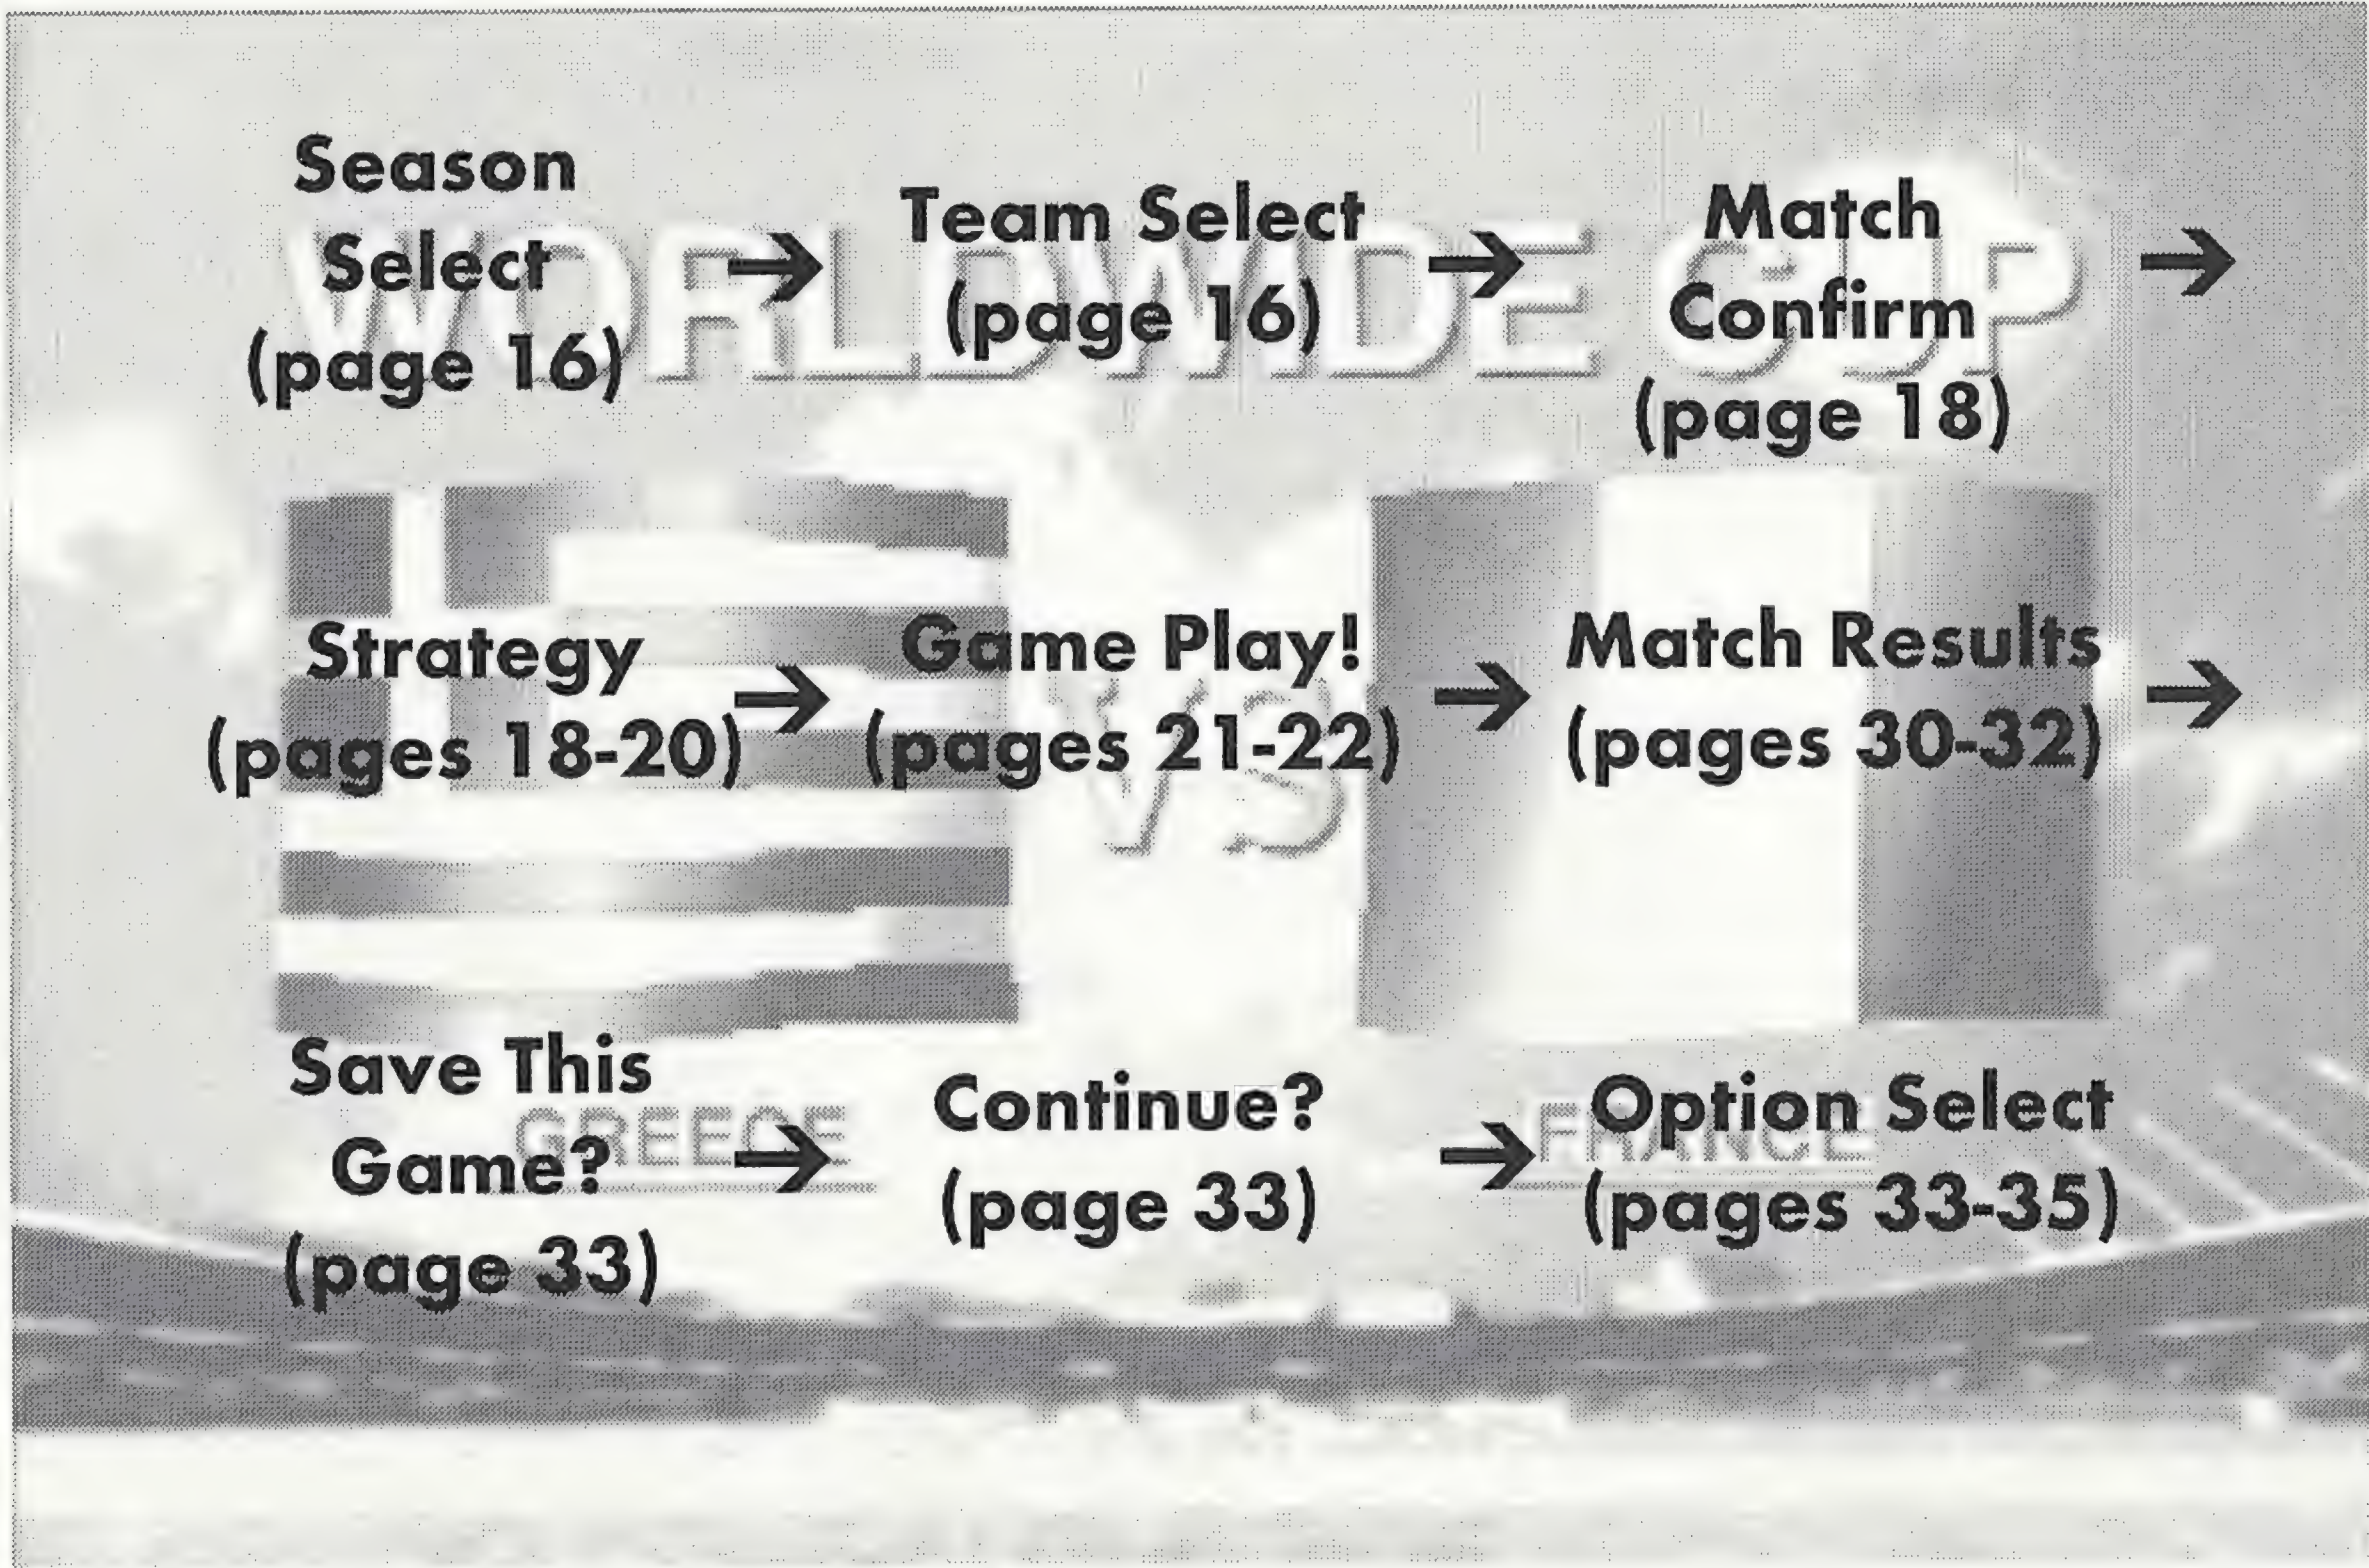 WORLDWIDE CUP
Season
Select
(page 16)
→
Team Select
(page 16)
→
Match
Confirm
(page 18)
→
Strategy
(pages 18-20)
→
Game Play!
(pages 21-22)
→
Match Results
(pages 30-32)
→
VS
Save This
Game?
(page 33)
→
Continue?
(page 33)
→
Option Select
(pages 33-35)
GREECE
FRANCE